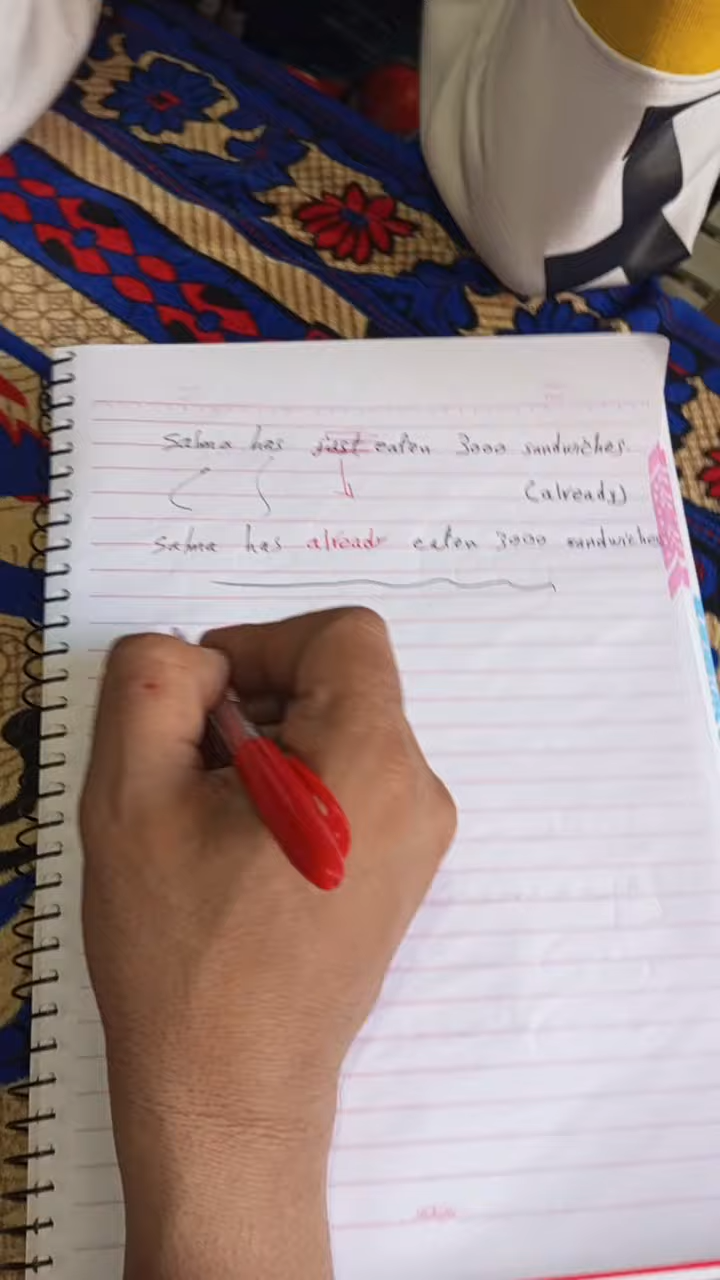 Salma has just eaten 3000 sandwiches.
(already)
Salma has already eaten 3000 sandwiches